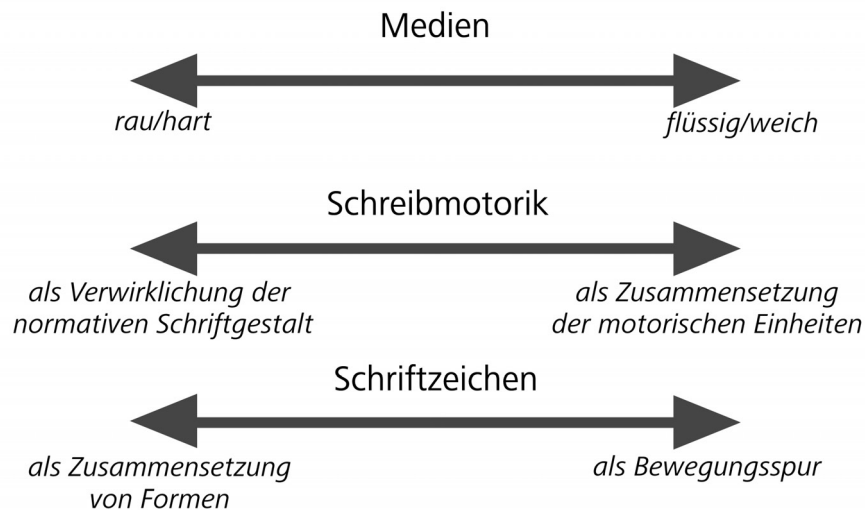 Medien
rau/hart
flüssig/weich
Schreibmotorik
als Verwirklichung der
normativen Schriftgestalt
als Zusammensetzung
der motorischen Einheiten
Schriftzeichen
als Zusammensetzung
von Formen
als Bewegungsspur